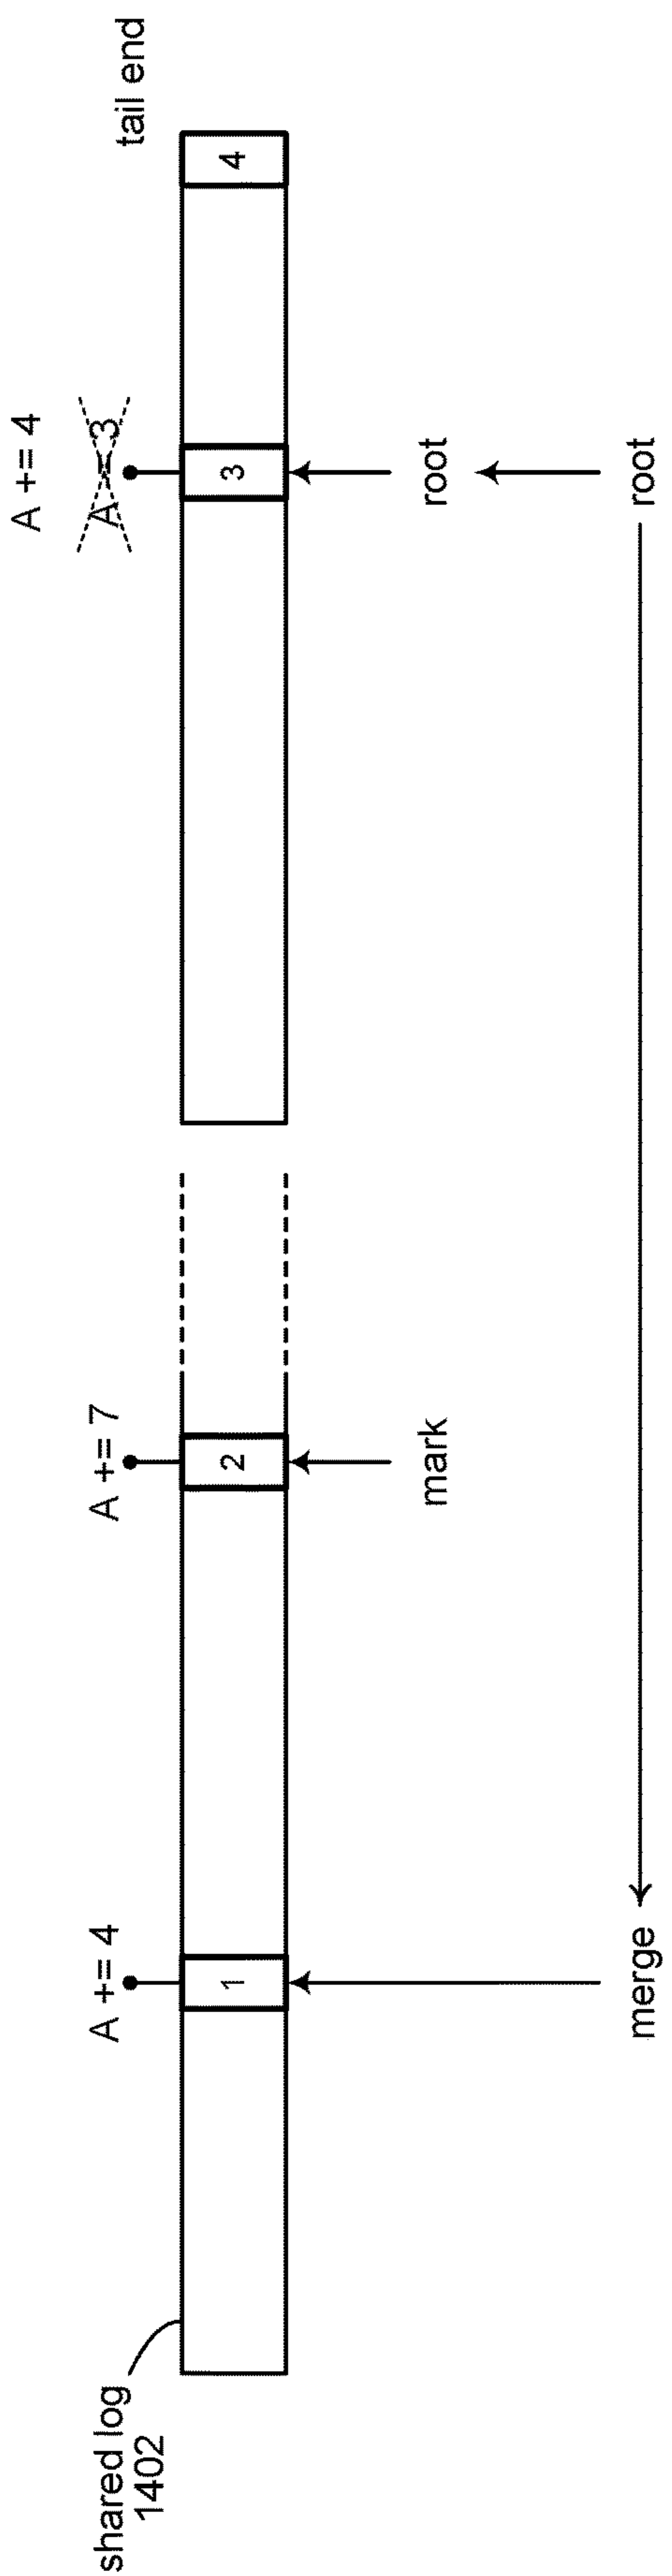 A += 4
shared log
1402
A += 4
A += 7
A -= 3
tail end
1
2
3
4
mark
root
merge
root